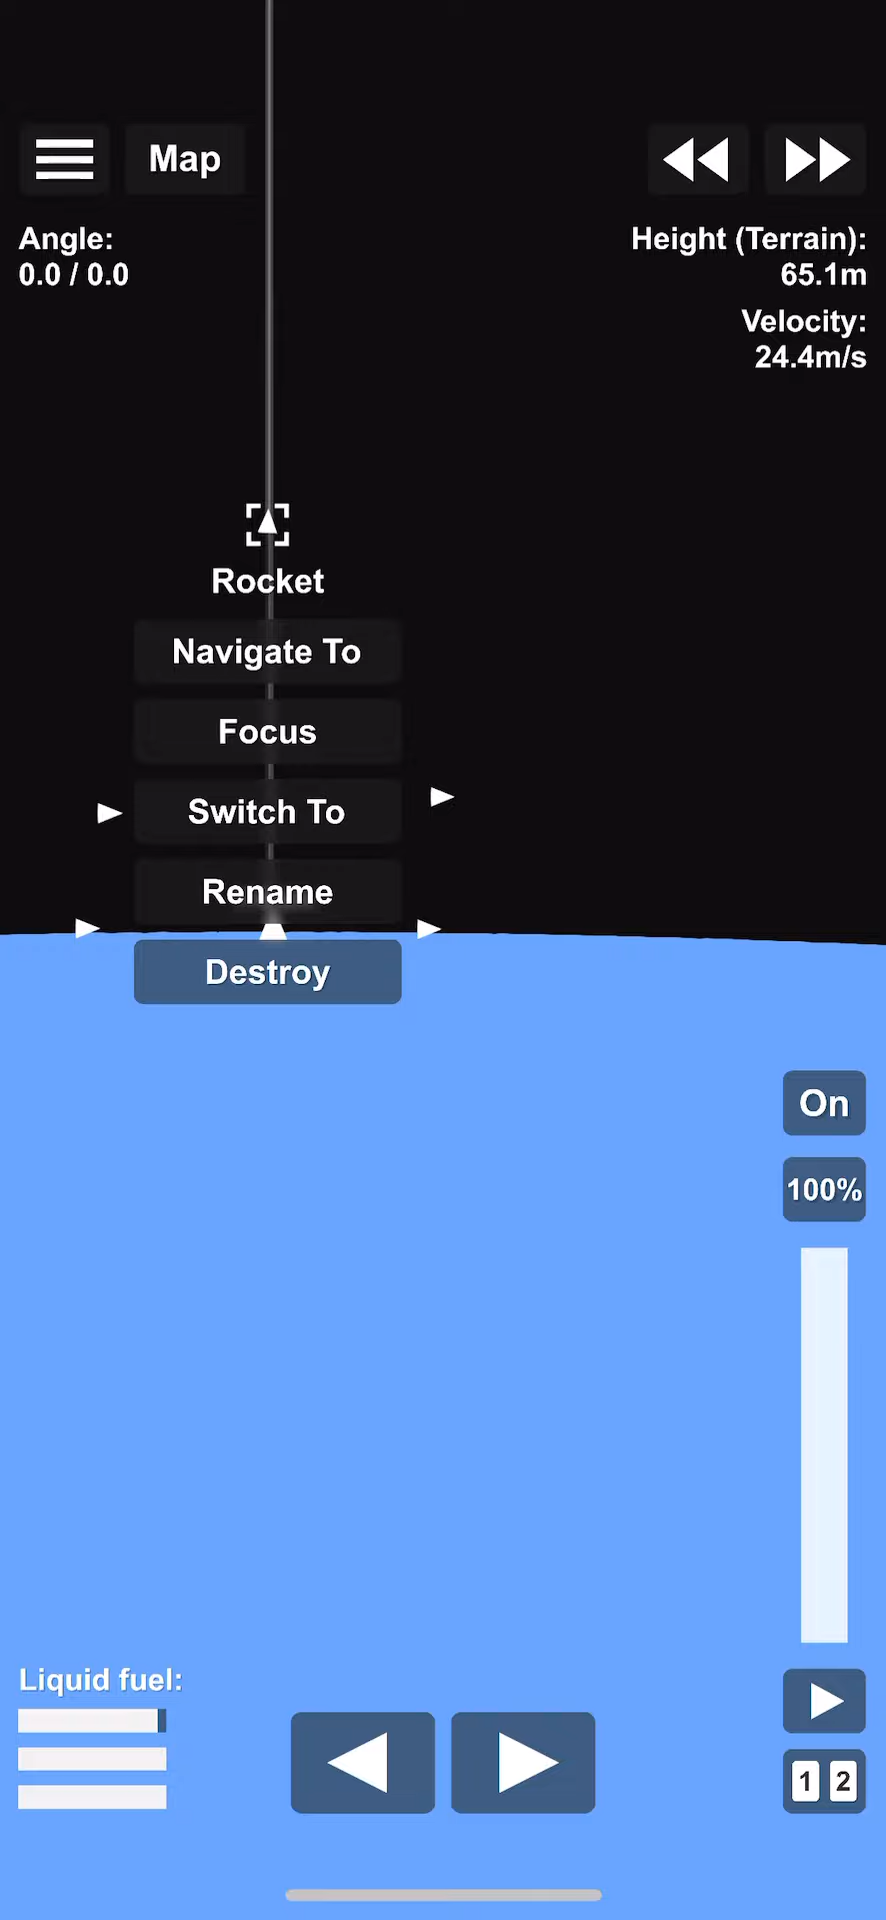 Map
Angle:
0.0 / 0.0
Height (Terrain):
65.1m
Velocity:
24.4m/s
Rocket
Navigate To
Focus
Switch To
Rename
Destroy
On
100%
Liquid fuel:
1 2